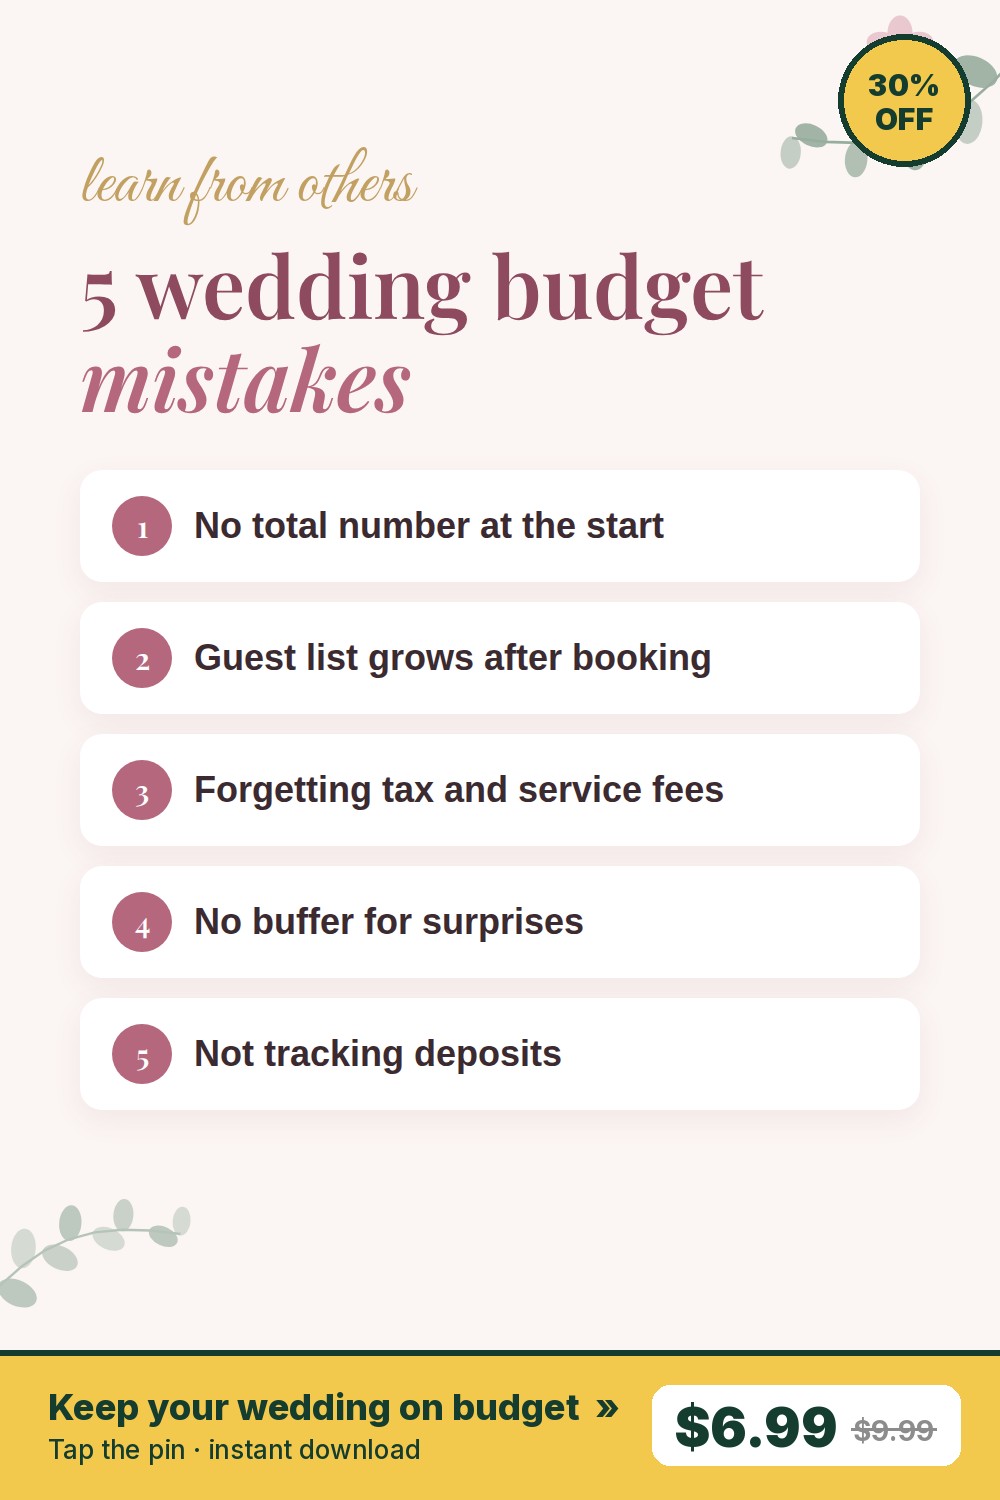 30%
OFF
learn from others
5 wedding budget
mistakes
1 No total number at the start
2 Guest list grows after booking
3 Forgetting tax and service fees
4 No buffer for surprises
5 Not tracking deposits
Keep your wedding on budget »
Tap the pin · instant download
$6.99 $9.99